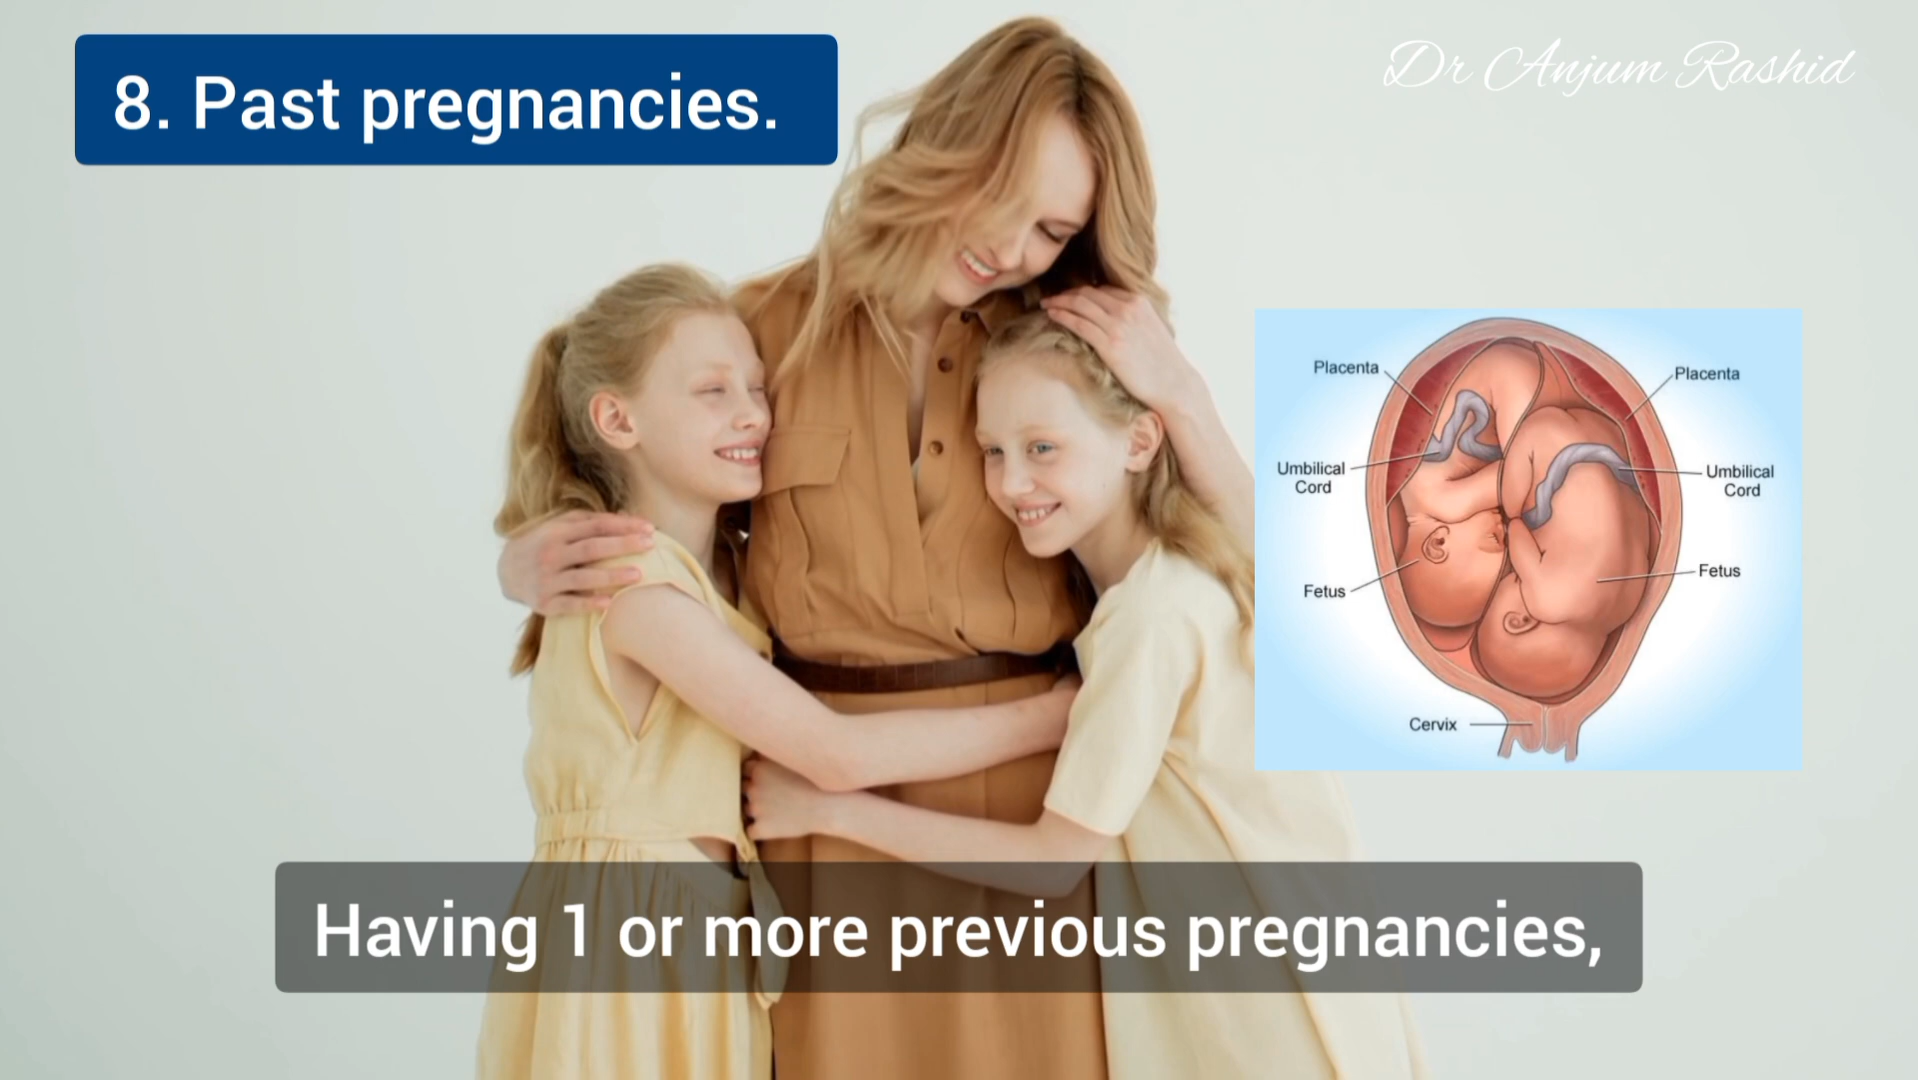 8. Past pregnancies.
Dr Anjum Rashid
Placenta
Placenta
Umbilical
Cord
Umbilical
Cord
Fetus
Fetus
Cervix
Having 1 or more previous pregnancies,